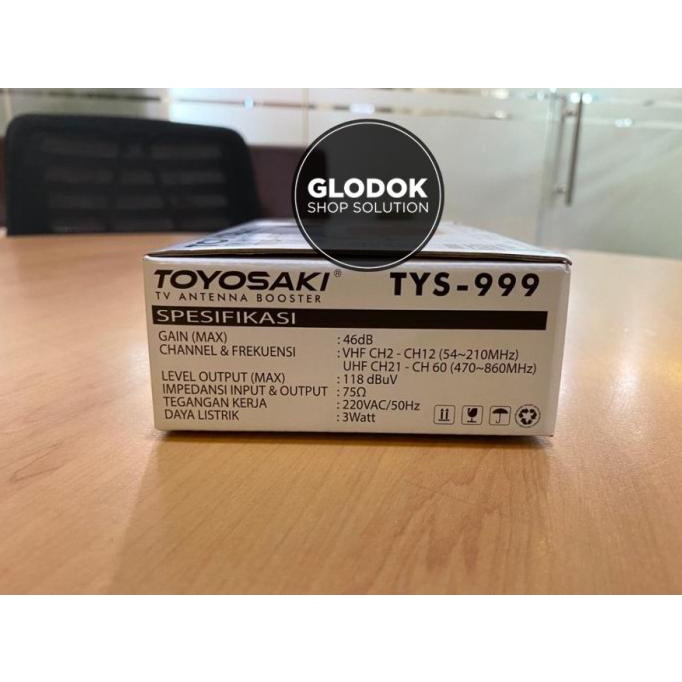 GLODOK
SHOP SOLUTION
TOYOSAKI® TYS-999
TV ANTENNA BOOSTER
SPESIFIKASI
GAIN (MAX) : 46dB
CHANNEL & FREKUENSI : VHF CH2 - CH12 (54~210MHz)
UHF CH21 - CH 60 (470~860MHz)
LEVEL OUTPUT (MAX) : 118 dBuV
IMPEDANSI INPUT & OUTPUT : 75Ω
TEGANGAN KERJA : 220VAC/50Hz
DAYA LISTRIK : 3Watt